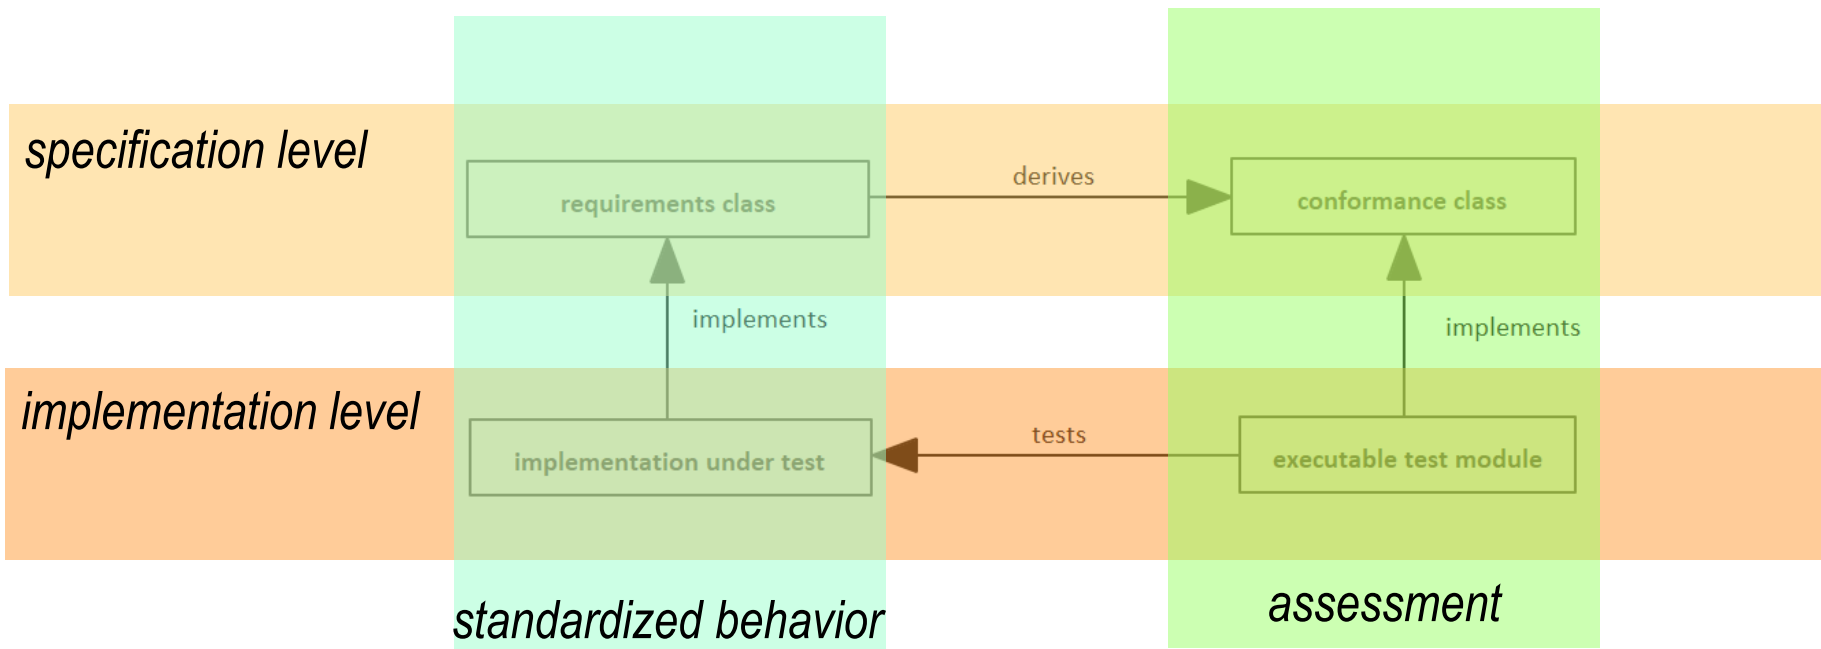 specification level
derives
requirements class
conformance class
implements
implements
implementation level
tests
implementation under test
executable test module
standardized behavior
assessment